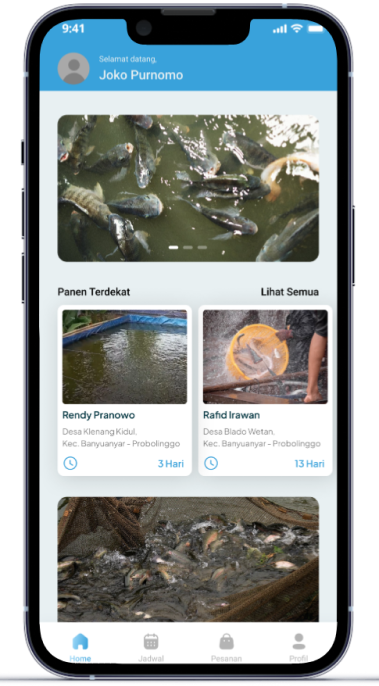 9:41
Selamat datang,
Joko Purnomo
Panen Terdekat
Lihat Semua
Rendy Pranowo
Desa Klenang Kidul.
Kec. Banyuanyar - Probolinggo
3 Hari
Rafid Irawan
Desa Blado Wetan.
Kec. Banyuanyar - Probolinggo
13 Hari
Home
Jadwal
Pesanan
Profil